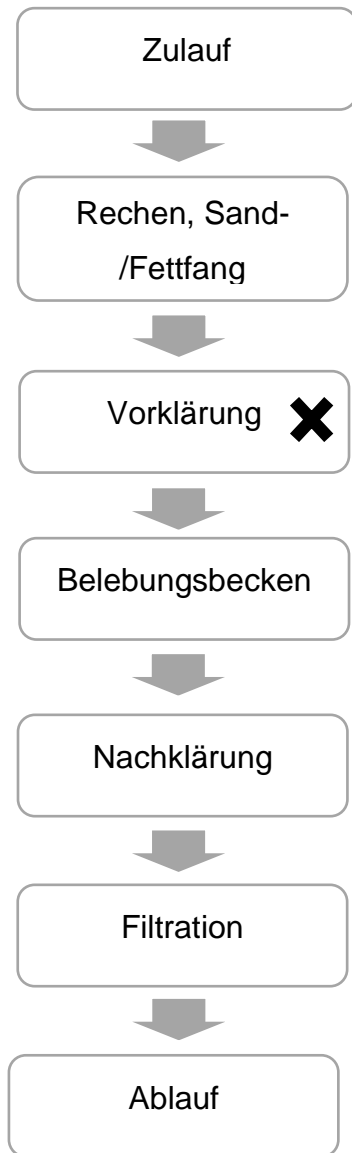 Zulauf
Rechen, Sand-
/Fettfang
Vorklärung
Belebungsbecken
Nachklärung
Filtration
Ablauf